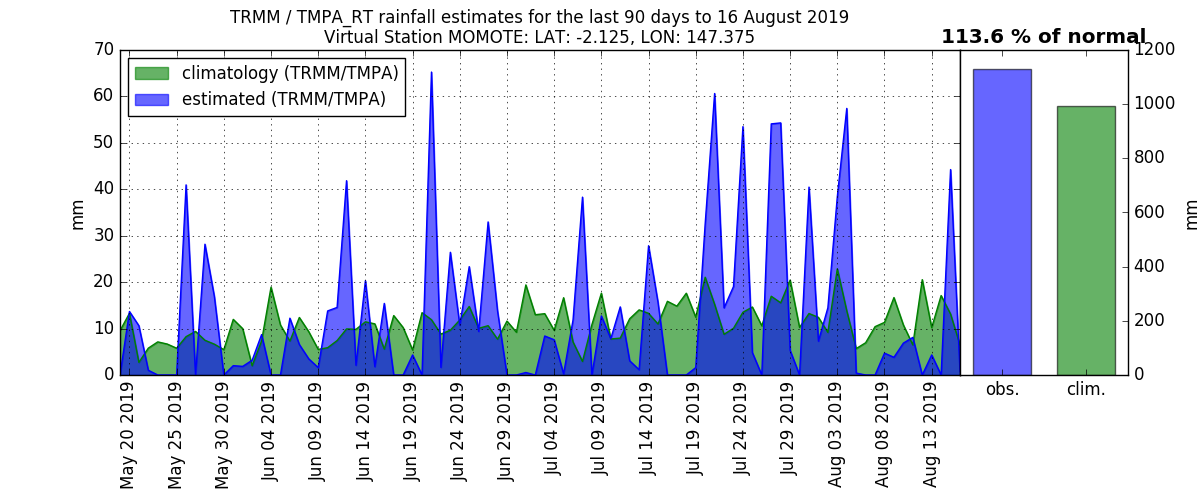 TRMM / TMPA_RT rainfall estimates for the last 90 days to 16 August 2019
Virtual Station MOMOTE: LAT: -2.125, LON: 147.375
113.6 % of normal
climatology (TRMM/TMPA)
estimated (TRMM/TMPA)
mm
70
60
50
40
30
20
10
0
May 20 2019
May 25 2019
May 30 2019
Jun 04 2019
Jun 09 2019
Jun 14 2019
Jun 19 2019
Jun 24 2019
Jun 29 2019
Jul 04 2019
Jul 09 2019
Jul 14 2019
Jul 19 2019
Jul 24 2019
Jul 29 2019
Aug 03 2019
Aug 08 2019
Aug 13 2019
obs.
clim.
1200
1000
800
600
400
200
0
mm